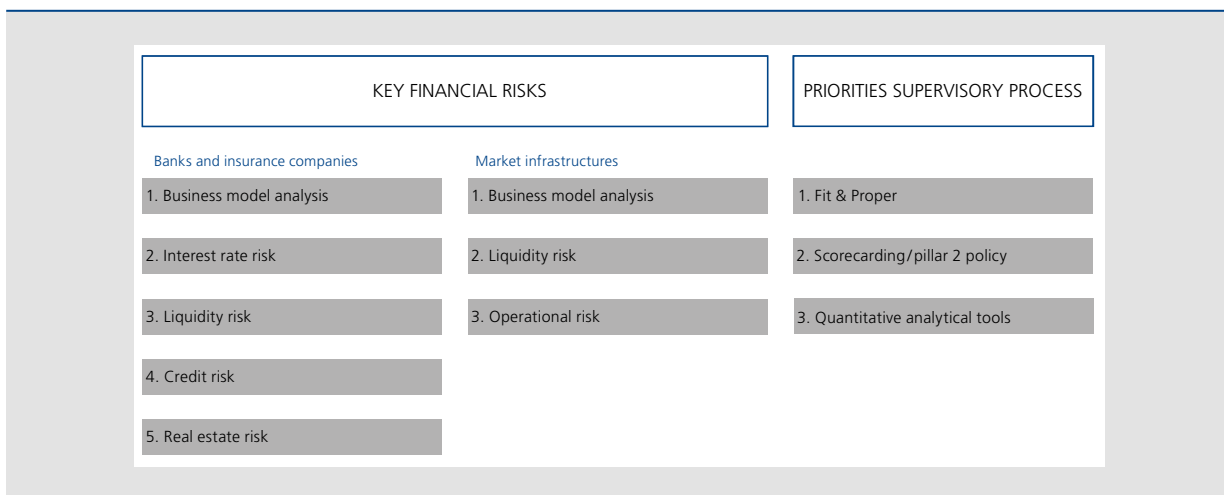 KEY FINANCIAL RISKS
PRIORITIES SUPERVISORY PROCESS
Banks and insurance companies
1. Business model analysis
2. Interest rate risk
3. Liquidity risk
4. Credit risk
5. Real estate risk
Market infrastructures
1. Business model analysis
2. Liquidity risk
3. Operational risk
1. Fit & Proper
2. Scorecarding/pillar 2 policy
3. Quantitative analytical tools